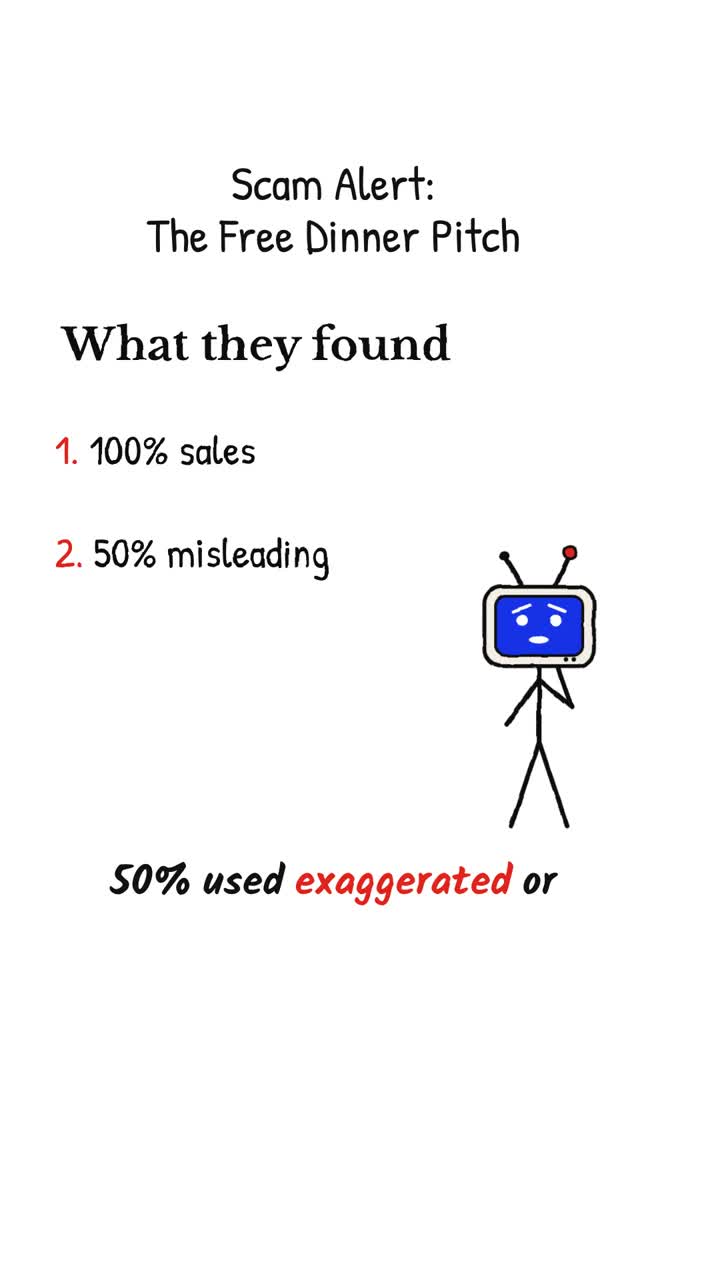 Scam Alert:
The Free Dinner Pitch
What they found
1. 100% sales
2. 50% misleading
50% used exaggerated or